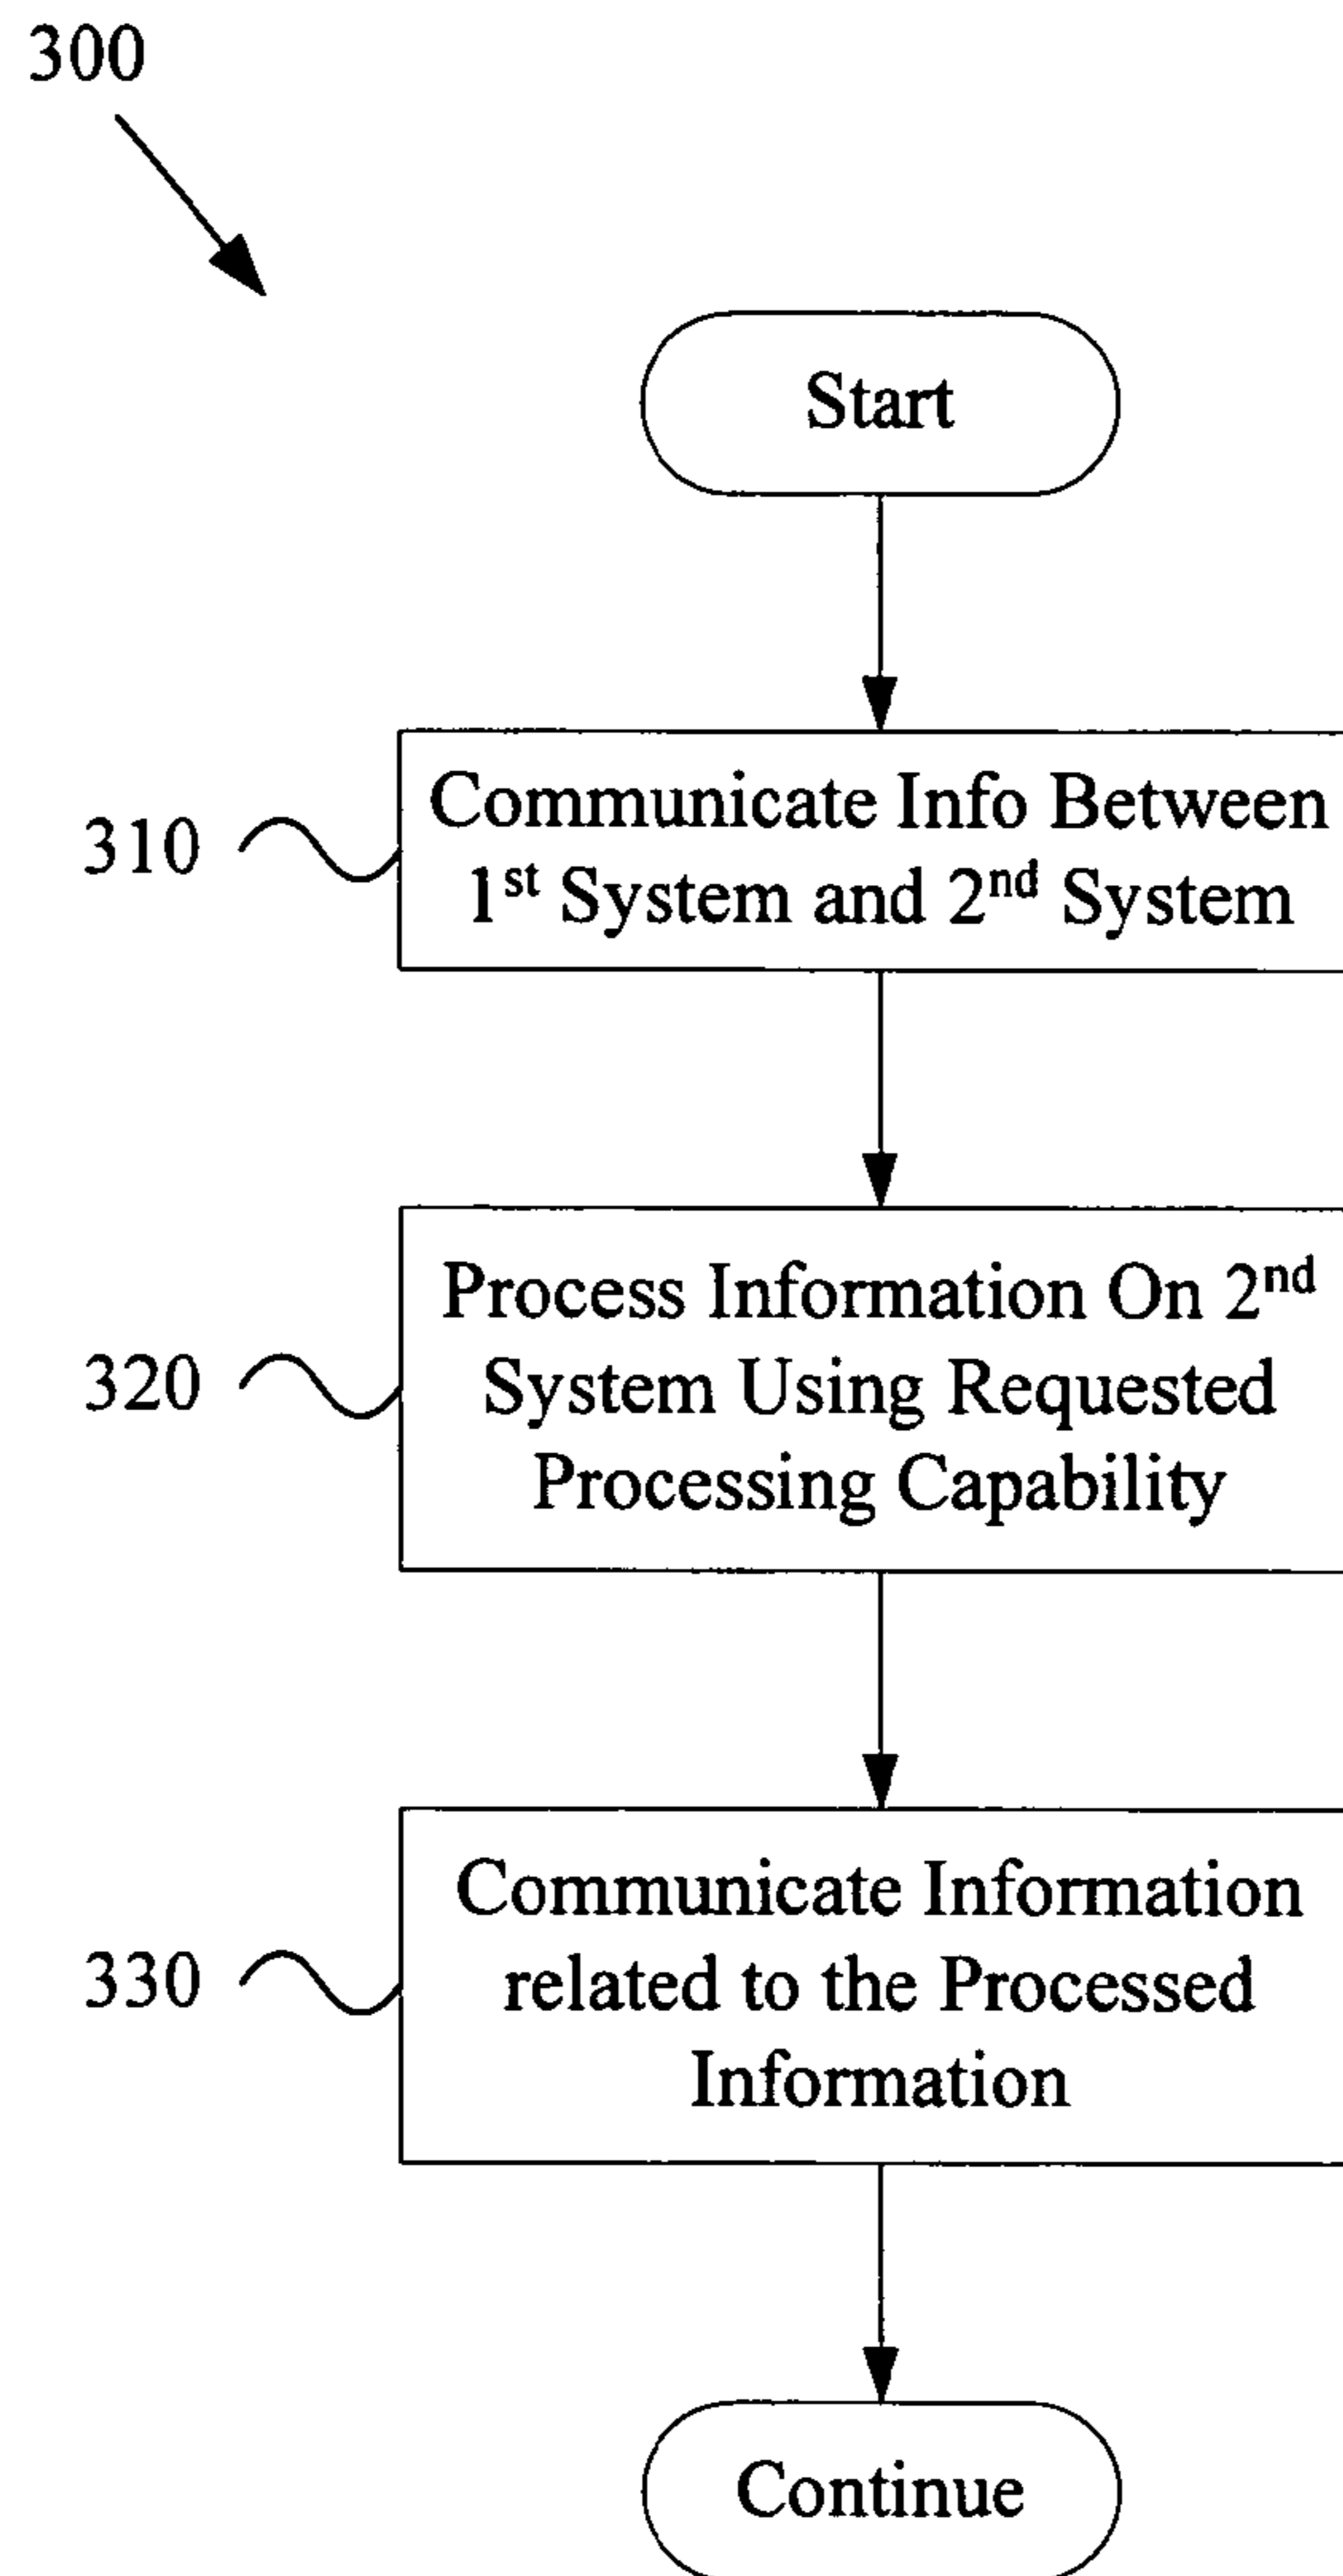 300
Start
310
Communicate Info Between
1st System and 2nd System
320
Process Information On 2nd
System Using Requested
Processing Capability
330
Communicate Information
related to the Processed
Information
Continue